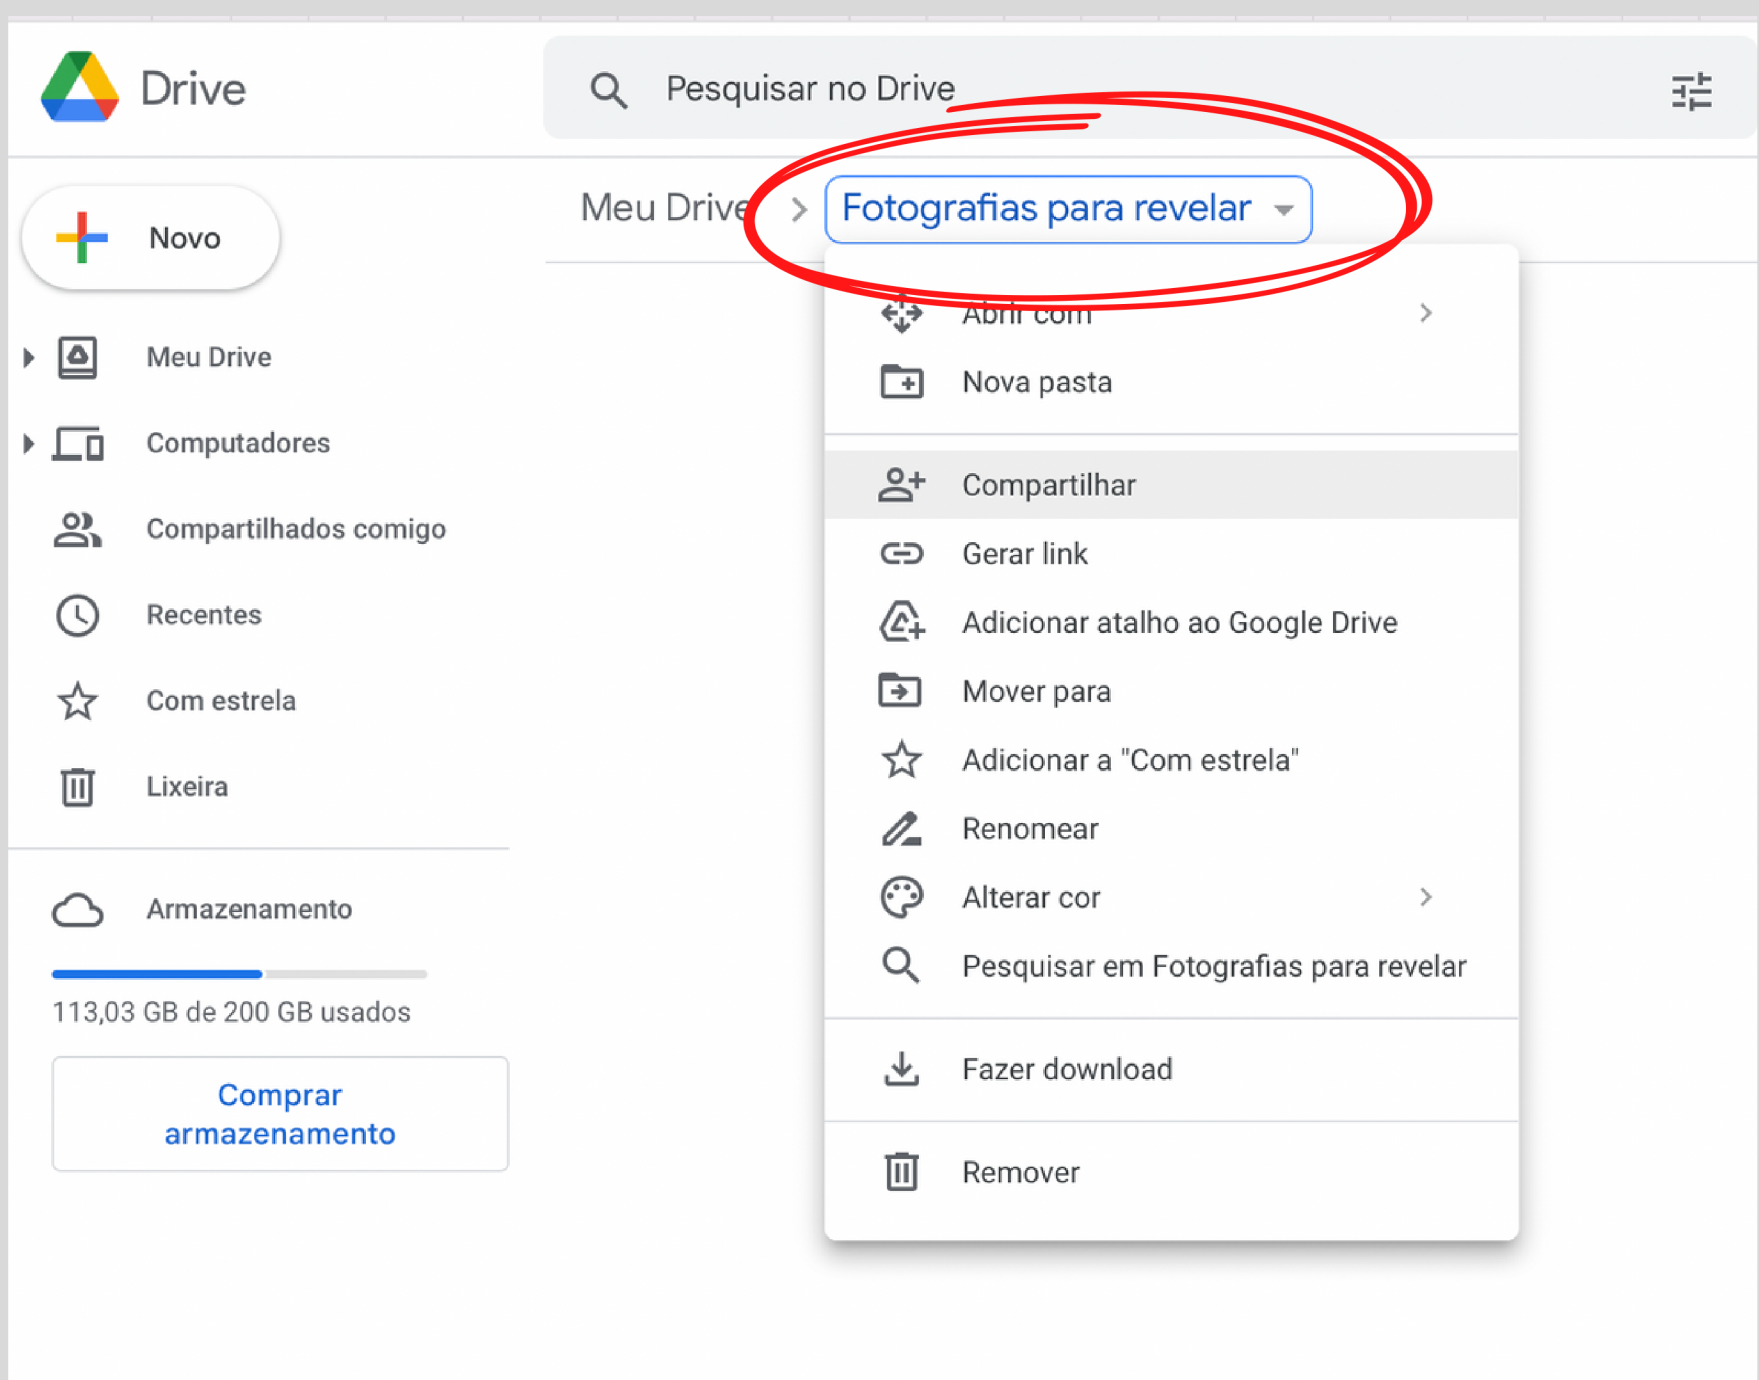 Drive
Pesquisar no Drive
Meu Drive
Fotografias para revelar
Novo
Meu Drive
Computadores
Compartilhados comigo
Recentes
Com estrela
Lixeira
Armazenamento
113,03 GB de 200 GB usados
Comprar
armazenamento
Abrir com
Nova pasta
Compartilhar
Gerar link
Adicionar atalho ao Google Drive
Mover para
Adicionar a "Com estrela"
Renomear
Alterar cor
Pesquisar em Fotografias para revelar
Fazer download
Remover